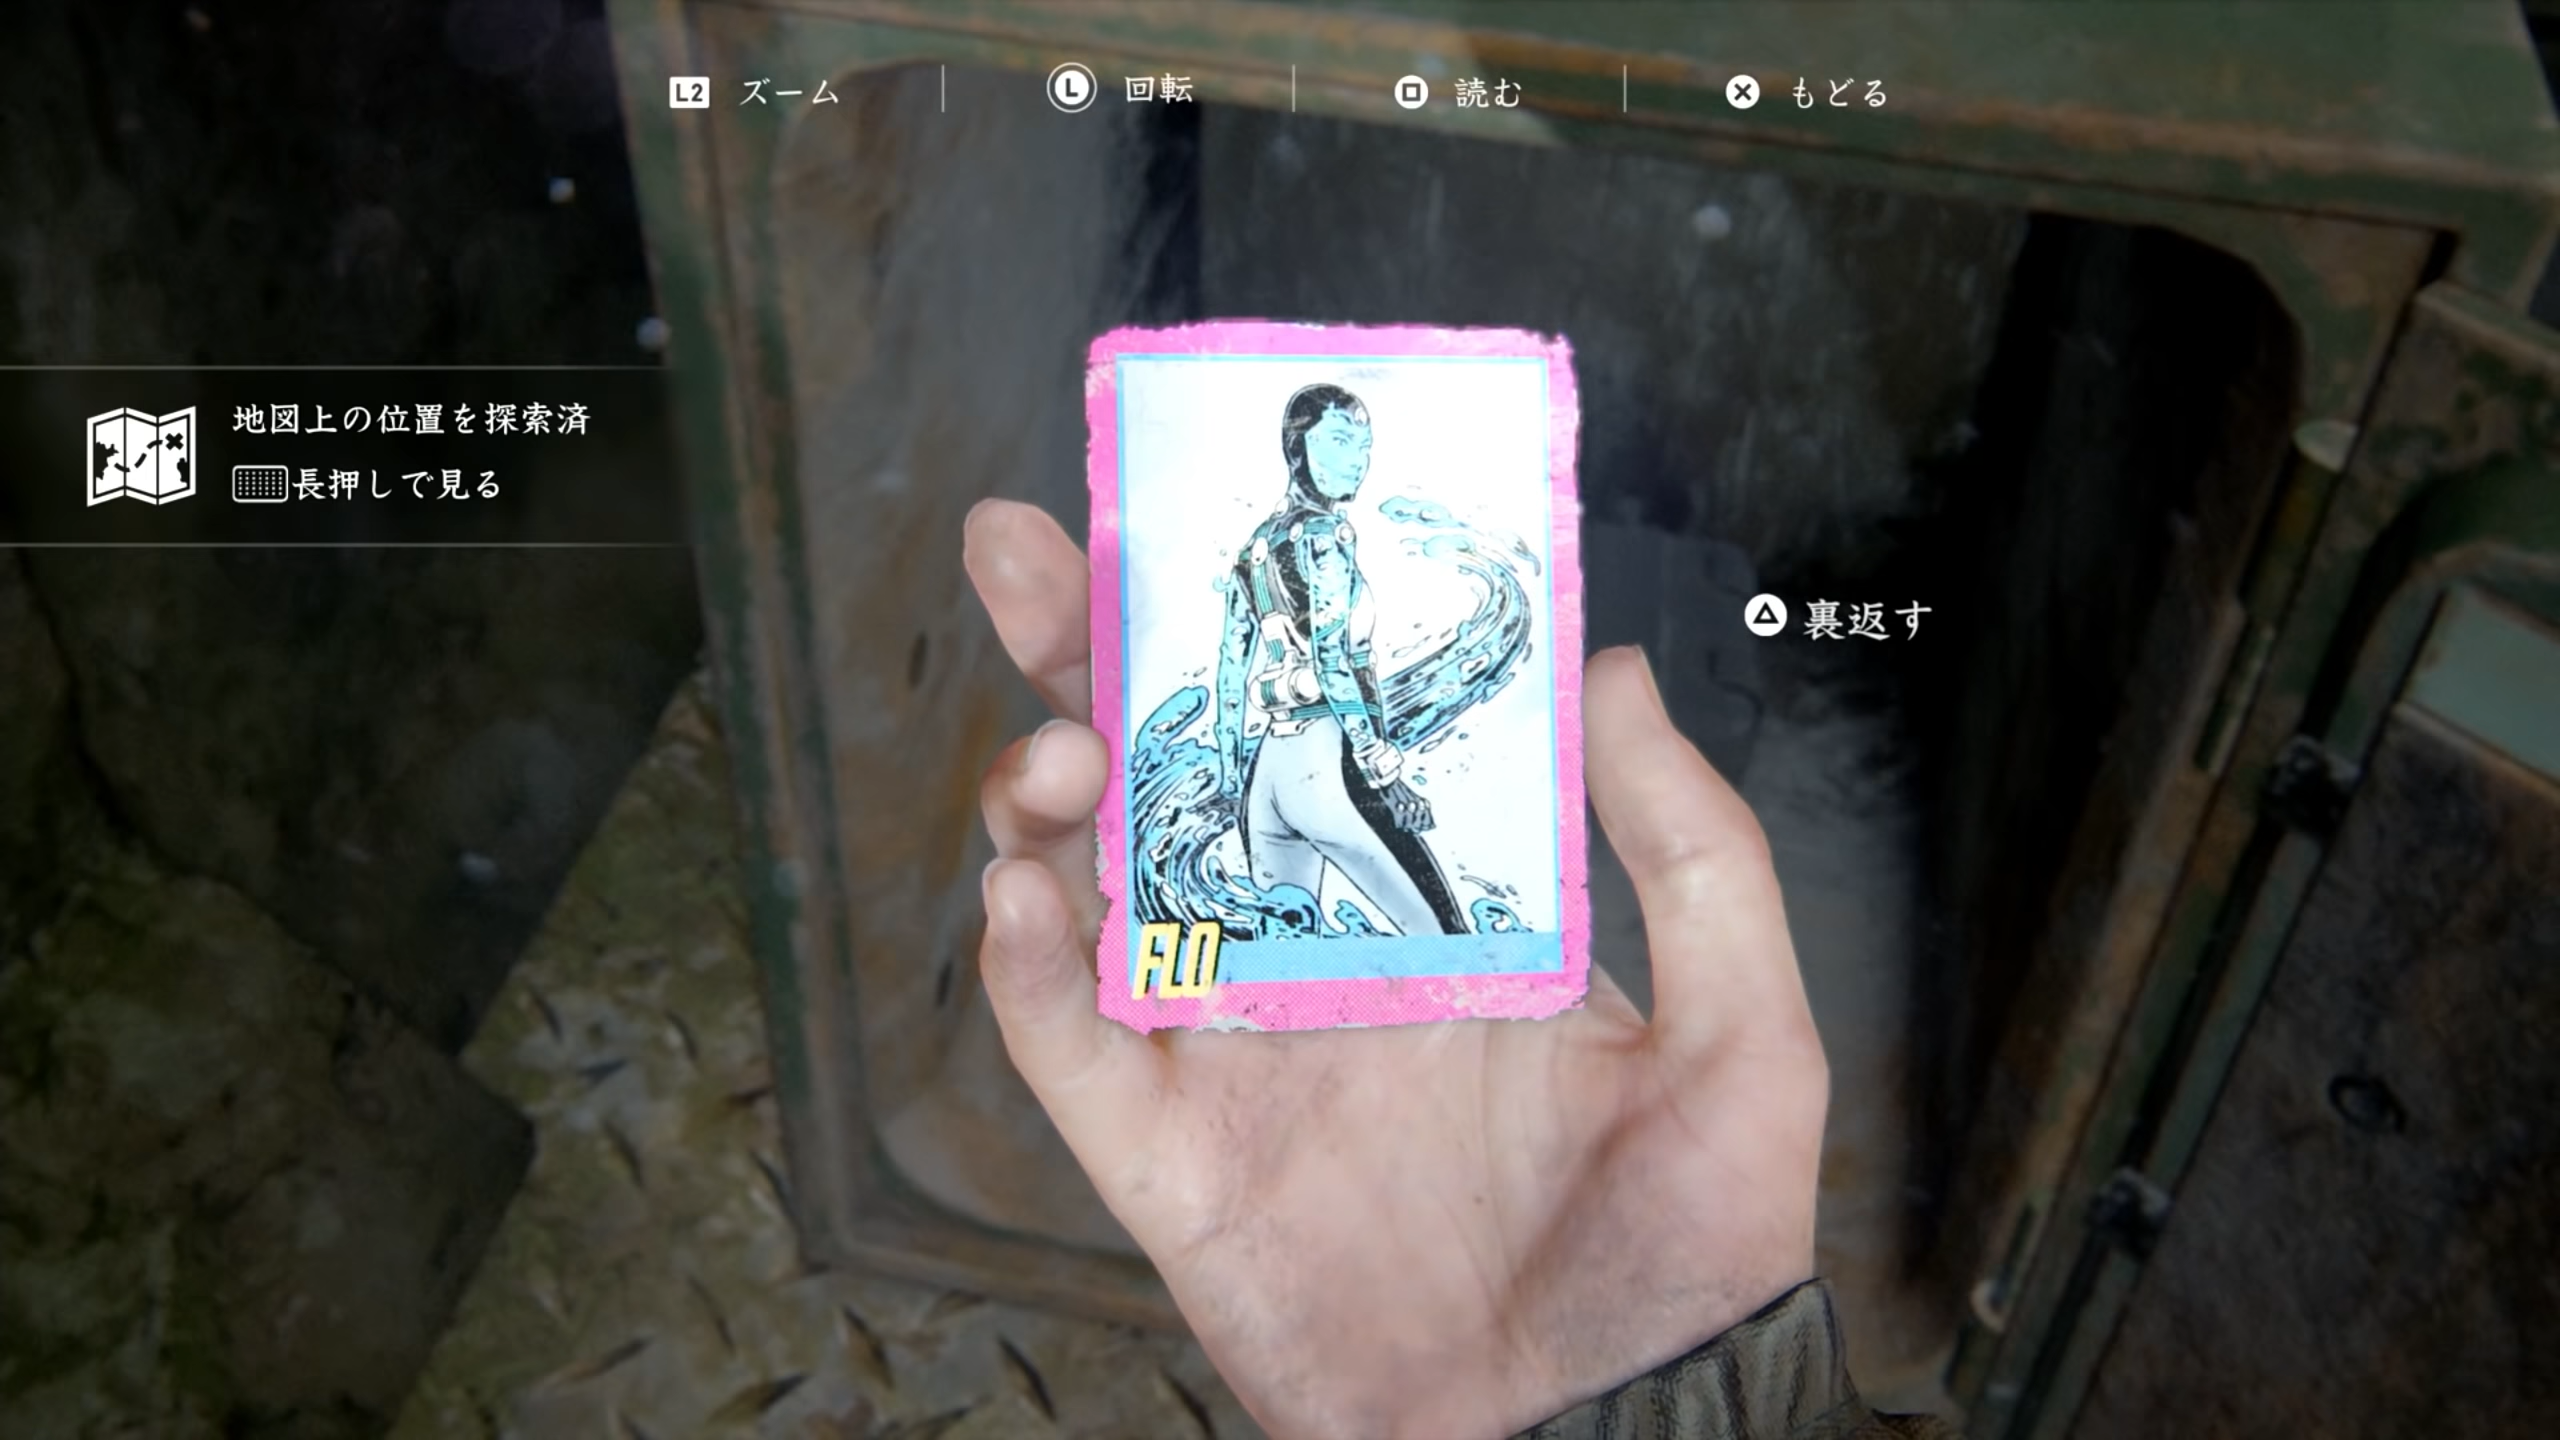 L2 ズーム
L 回転
読む
もどる
地図上の位置を探索済
長押しで見る
裏返す
FLO